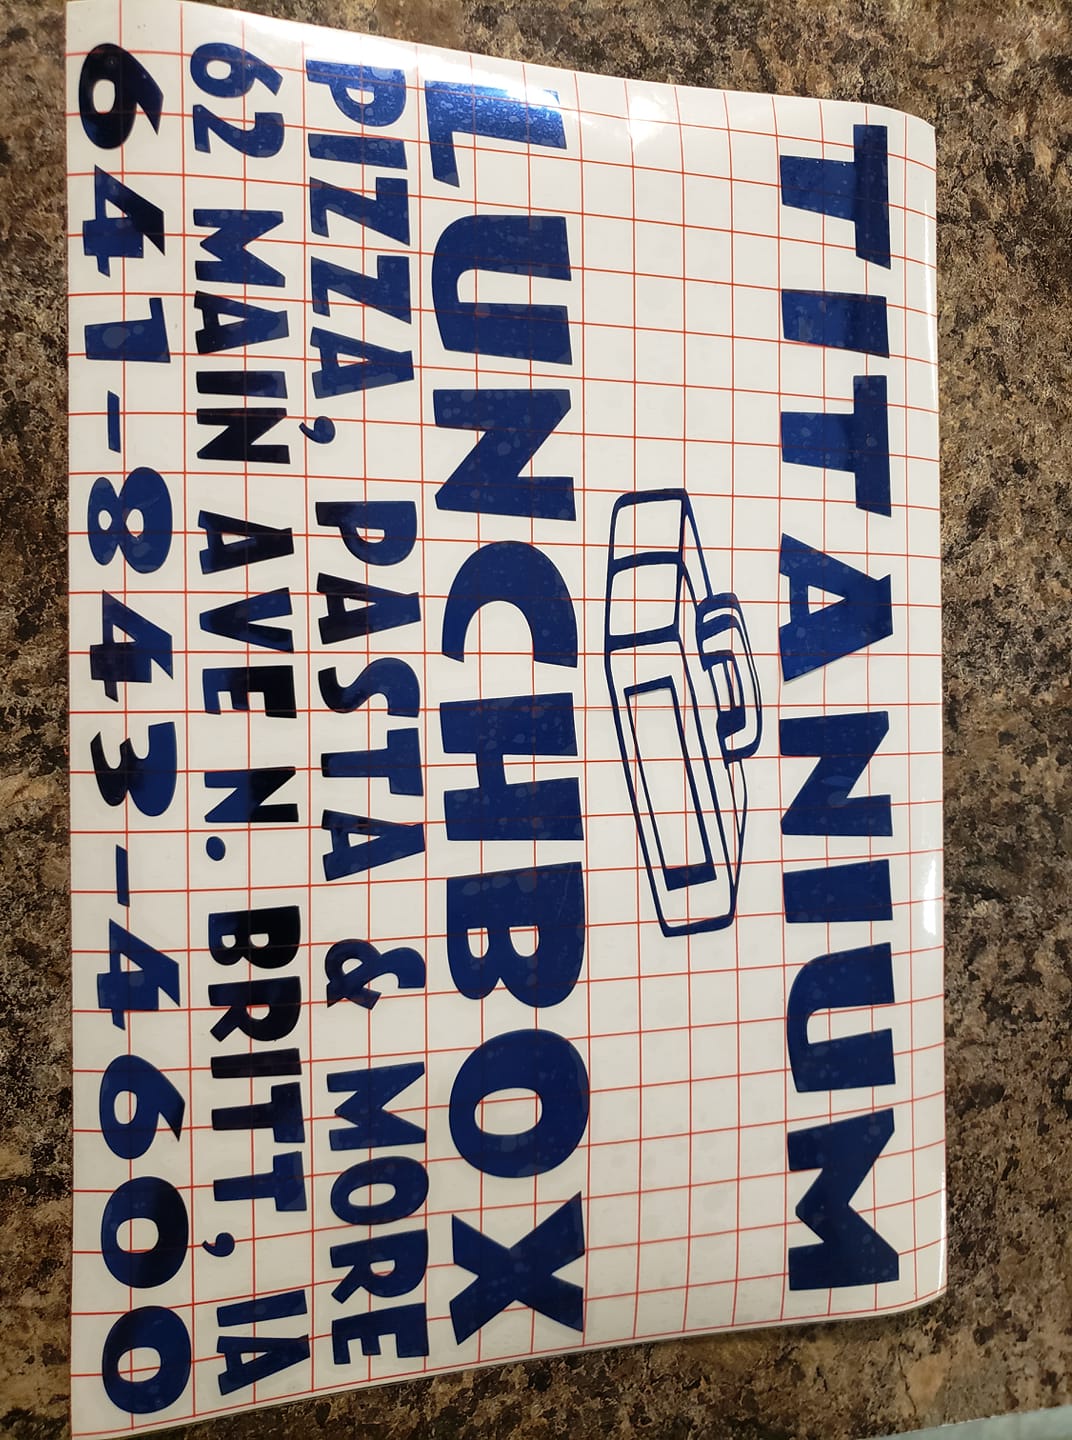 TITANIUM
LUNCHBOX
PIZZA, PASTA & MORE
62 MAIN AVE N. BRITT, IA
641-843-4600